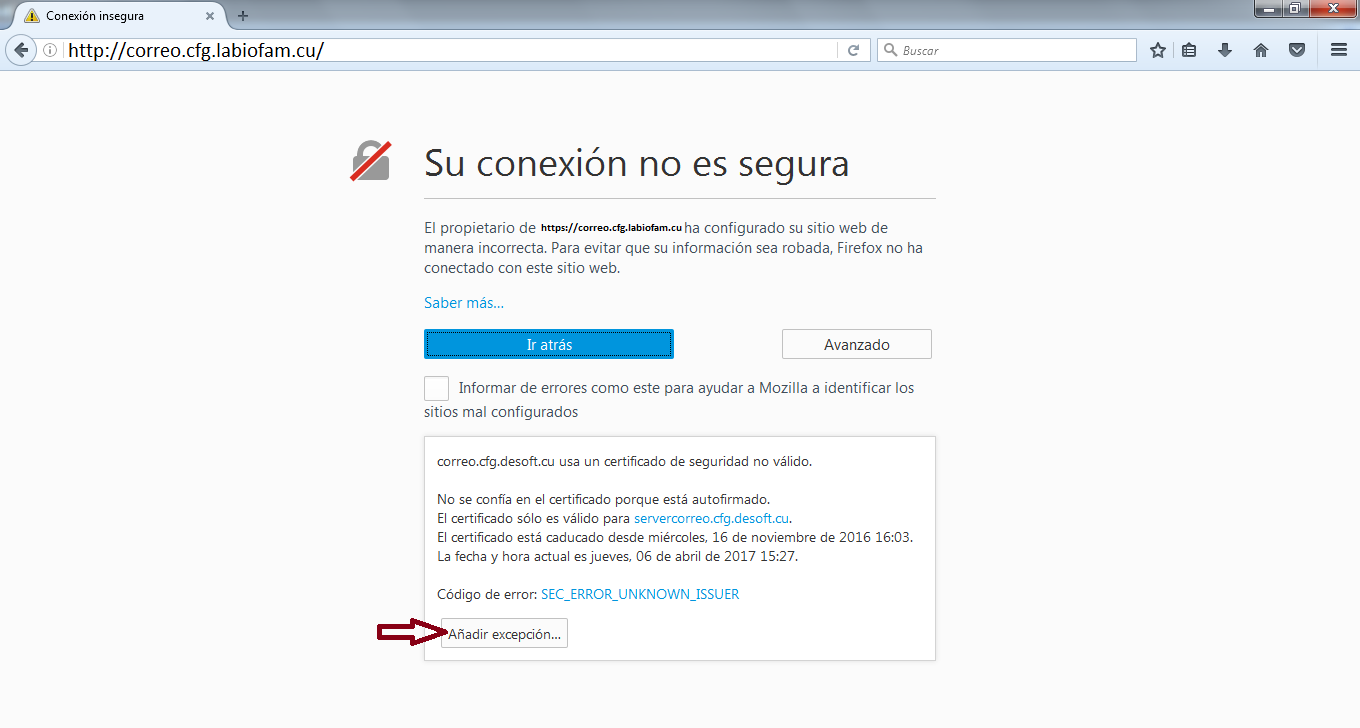 Conexión insegura
http://correo.cfg.labiofam.cu/
Buscar
Su conexión no es segura
El propietario de https://correo.cfg.labiofam.cu ha configurado su sitio web de
manera incorrecta. Para evitar que su información sea robada, Firefox no ha
conectado con este sitio web.
Saber más...
Ir atrás
Avanzado
Informar de errores como este para ayudar a Mozilla a identificar los
sitios mal configurados
correo.cfg.desoft.cu usa un certificado de seguridad no válido.
No se confía en el certificado porque está autofirmado.
El certificado sólo es válido para servercorreo.cfg.desoft.cu.
El certificado está caducado desde miércoles, 16 de noviembre de 2016 16:03.
La fecha y hora actual es jueves, 06 de abril de 2017 15:27.
Código de error: SEC_ERROR_UNKNOWN_ISSUER
Añadir excepción...